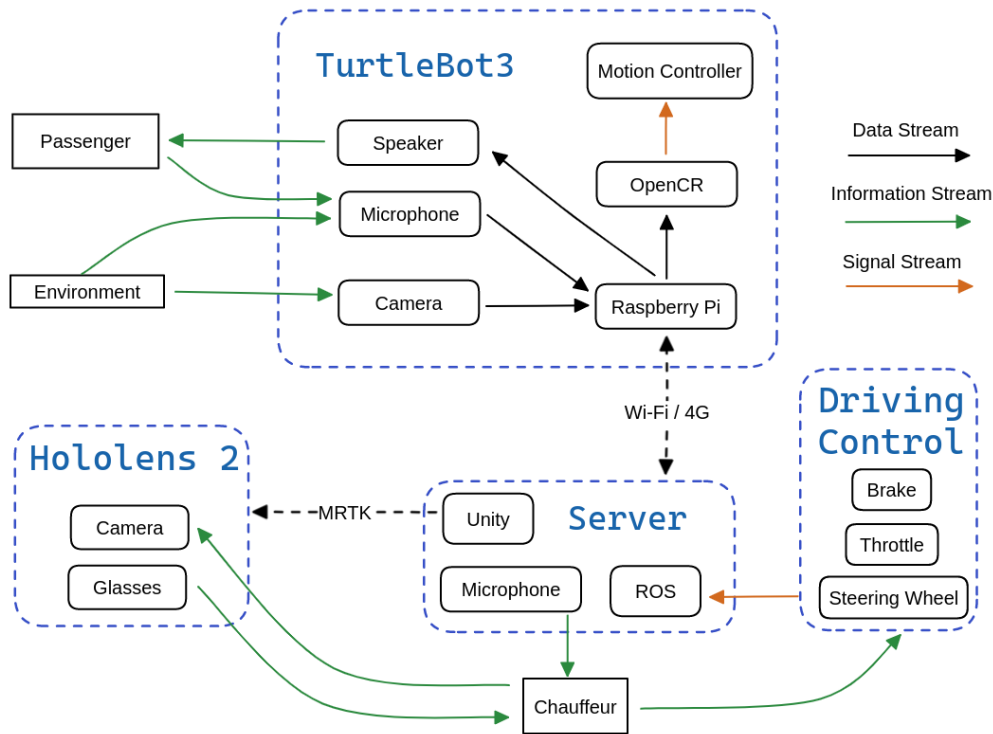 TurtleBot3
Motion Controller
Passenger
Speaker
Data Stream
OpenCR
Microphone
Information Stream
Environment
Camera
Raspberry Pi
Signal Stream
Wi-Fi / 4G
Driving
Control
Hololens 2
Brake
Camera
MRTK
Unity
Server
Throttle
Glasses
Microphone
ROS
Steering Wheel
Chauffeur